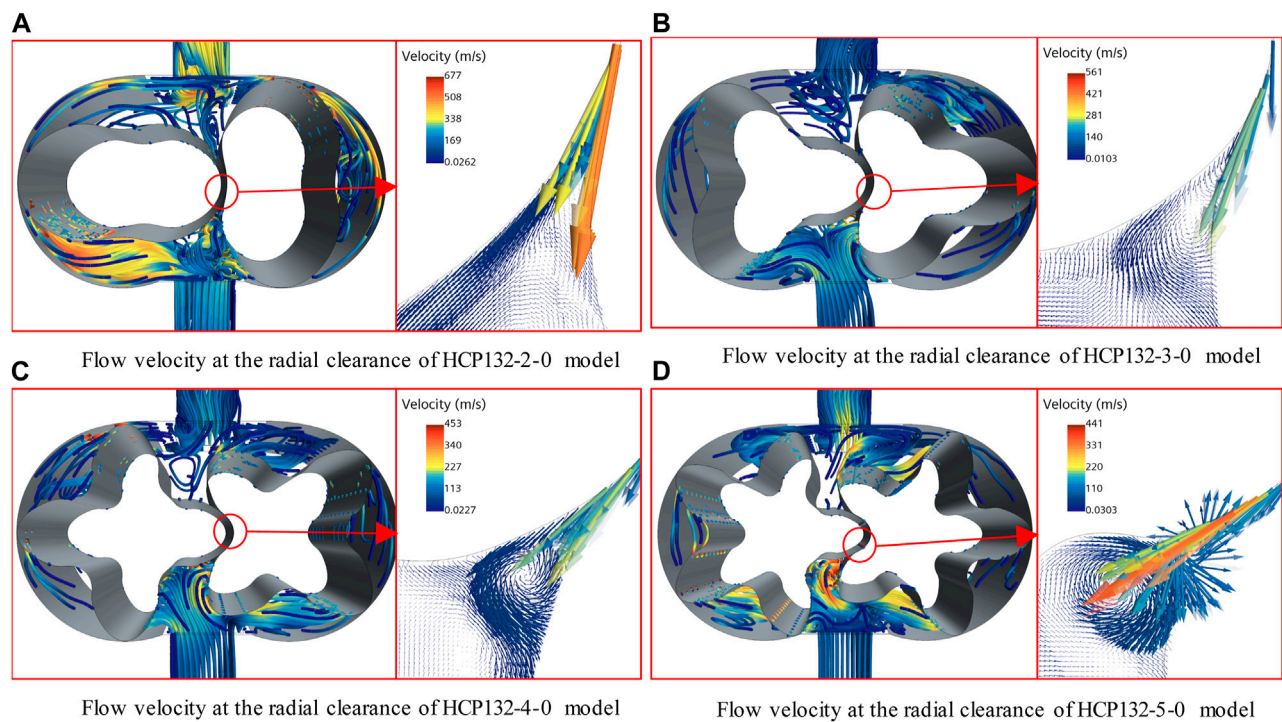 A
Velocity (m/s)
677
508
338
169
0.0262
Flow velocity at the radial clearance of HCP132-2-0 model
B
Velocity (m/s)
561
421
281
140
0.0103
Flow velocity at the radial clearance of HCP132-3-0 model
C
Velocity (m/s)
453
340
227
113
0.0227
Flow velocity at the radial clearance of HCP132-4-0 model
D
Velocity (m/s)
441
331
220
110
0.0303
Flow velocity at the radial clearance of HCP132-5-0 model